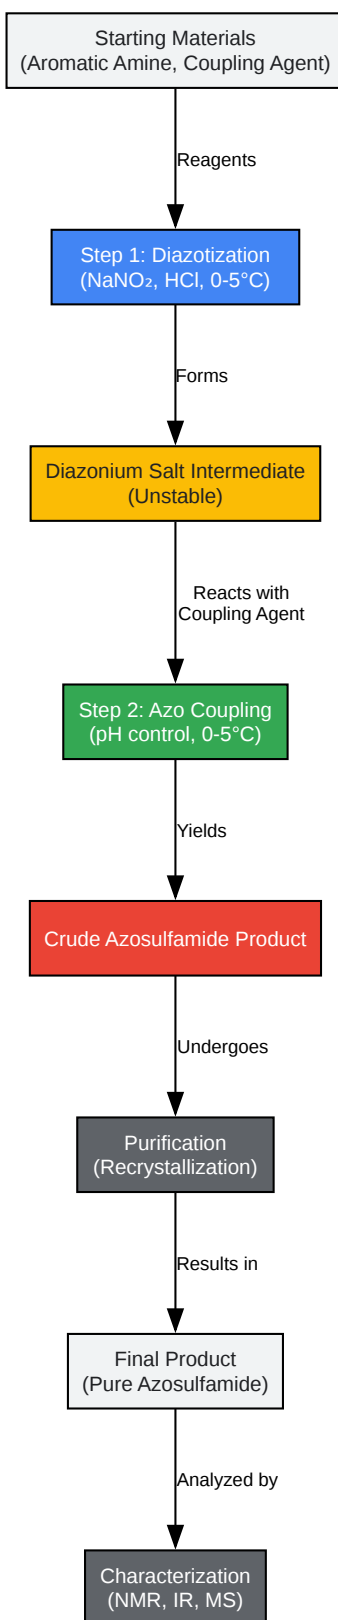 Starting Materials
(Aromatic Amine, Coupling Agent)
Reagents
Step 1: Diazotization
(NaNO₂, HCl, 0-5°C)
Forms
Diazonium Salt Intermediate
(Unstable)
Reacts with
Coupling Agent
Step 2: Azo Coupling
(pH control, 0-5°C)
Yields
Crude Azosulfamide Product
Undergoes
Purification
(Recrystallization)
Results in
Final Product
(Pure Azosulfamide)
Analyzed by
Characterization
(NMR, IR, MS)